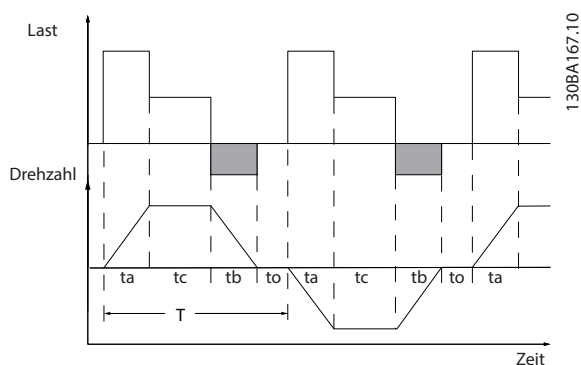 Last
130BA167.10
Drehzahl
ta tc tb to ta tc tb to ta
T
Zeit